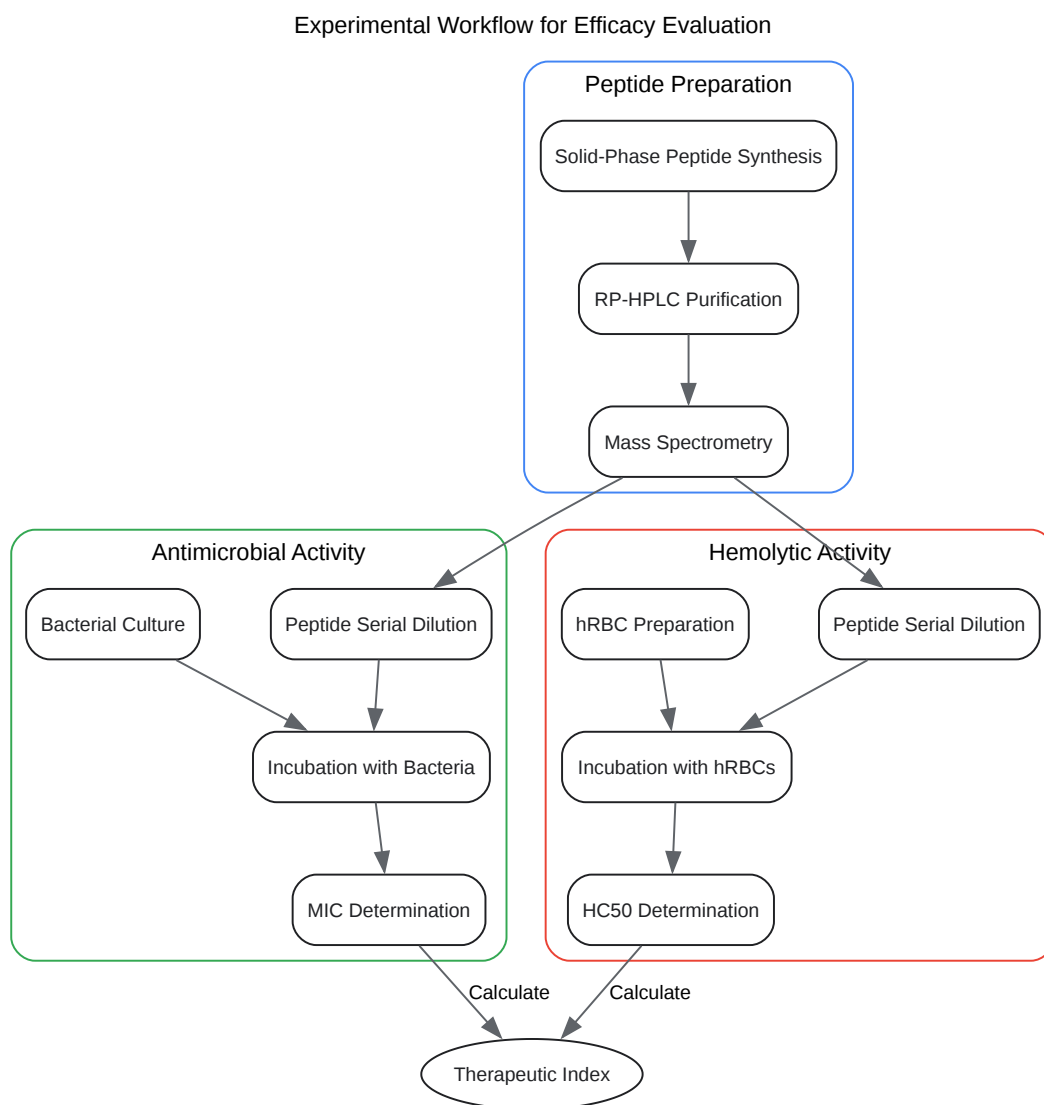 Experimental Workflow for Efficacy Evaluation
Peptide Preparation
Solid-Phase Peptide Synthesis
RP-HPLC Purification
Mass Spectrometry
Antimicrobial Activity
Bacterial Culture
Peptide Serial Dilution
Incubation with Bacteria
MIC Determination
Hemolytic Activity
hRBC Preparation
Peptide Serial Dilution
Incubation with hRBCs
HC50 Determination
Calculate
Calculate
Therapeutic Index